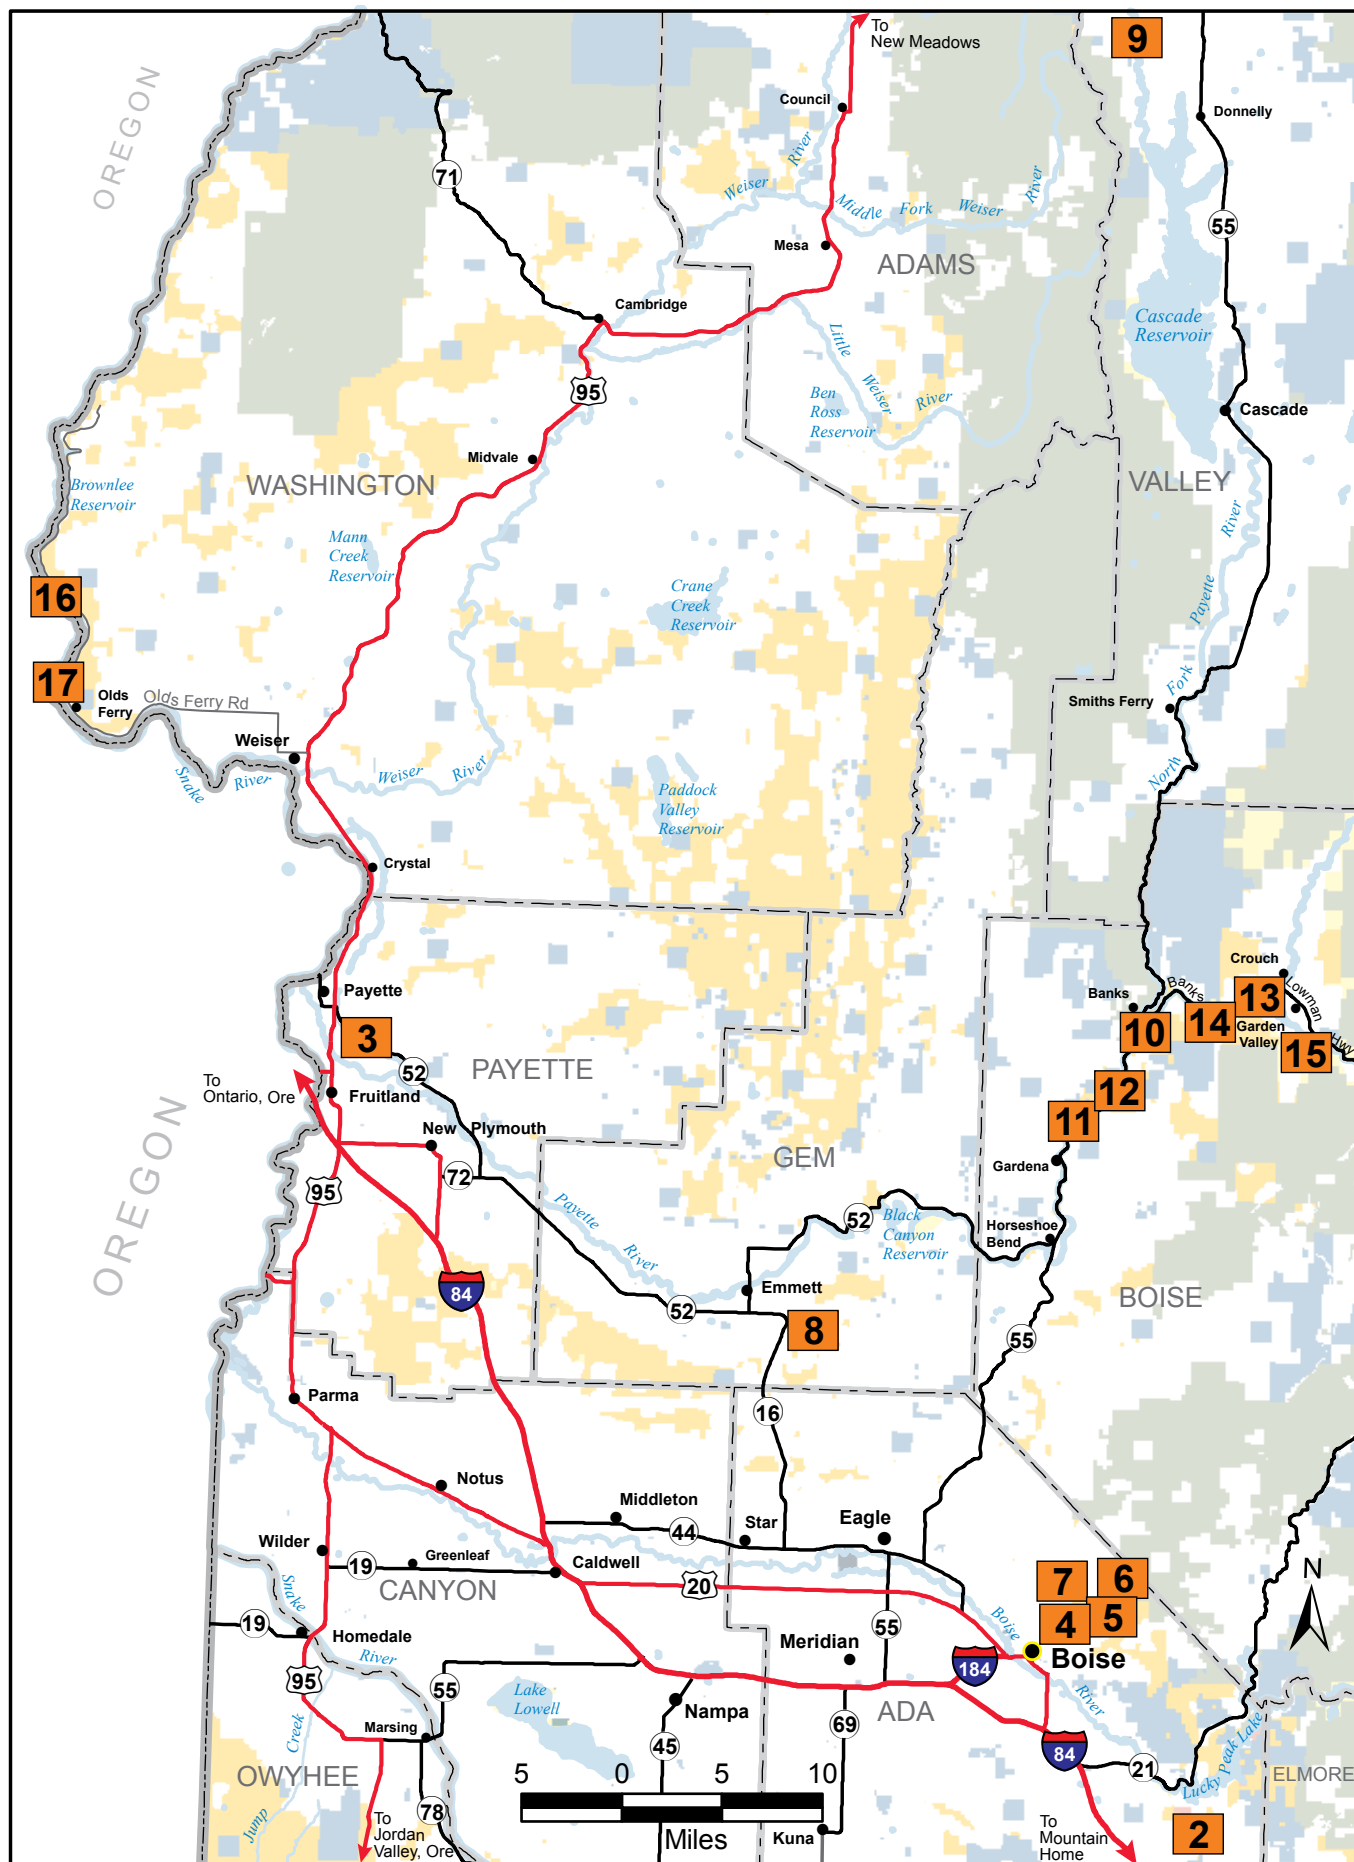 To
New Meadows
9
OREGON
Council
Donnelly
River
Weiser
71
Middle Fork Weiser
River
55
Mesa
ADAMS
Cambridge
Cascade
Reservoir
Little
Weiser
River
95
Ben
Ross
Reservoir
Cascade
Midvale
WASHINGTON
VALLEY
Brownlee
Reservoir
River
Mann
Creek
Reservoir
16
Crane
Creek
Reservoir
Payette
17
Olds
Ferry
Olds Ferry Rd
Fork
Smiths Ferry
Weiser
Snake
River
Weiser
River
North
Paddock
Valley
Reservoir
Crystal
Crouch
Payette
Banks
Banks
Lowman
Hwy
13
14
10
Garden
Valley
15
3
52
PAYETTE
To
Ontario, Ore
Fruitland
12
11
New Plymouth
GEM
Gardena
72
95
OREGON
Payette
River
52
Black
Canyon
Reservoir
Horseshoe
Bend
84
Emmett
BOISE
52
8
55
Parma
16
Notus
Middleton
44
Star
Eagle
Wilder
Greenleaf
19
Caldwell
CANYON
20
7
6
N
Snake
19
4
5
Boise
55
Homedale
River
Meridian
Boise
184
95
55
Lake
Lowell
River
Nampa
ADA
69
Creek
Marsing
45
84
21
Lucky Peak Lake
OWYHEE
5
0
5
10
ELMORE
78
Jump
To
Jordan
Valley, Ore
Miles
Kuna
To
Mountain
Home
2